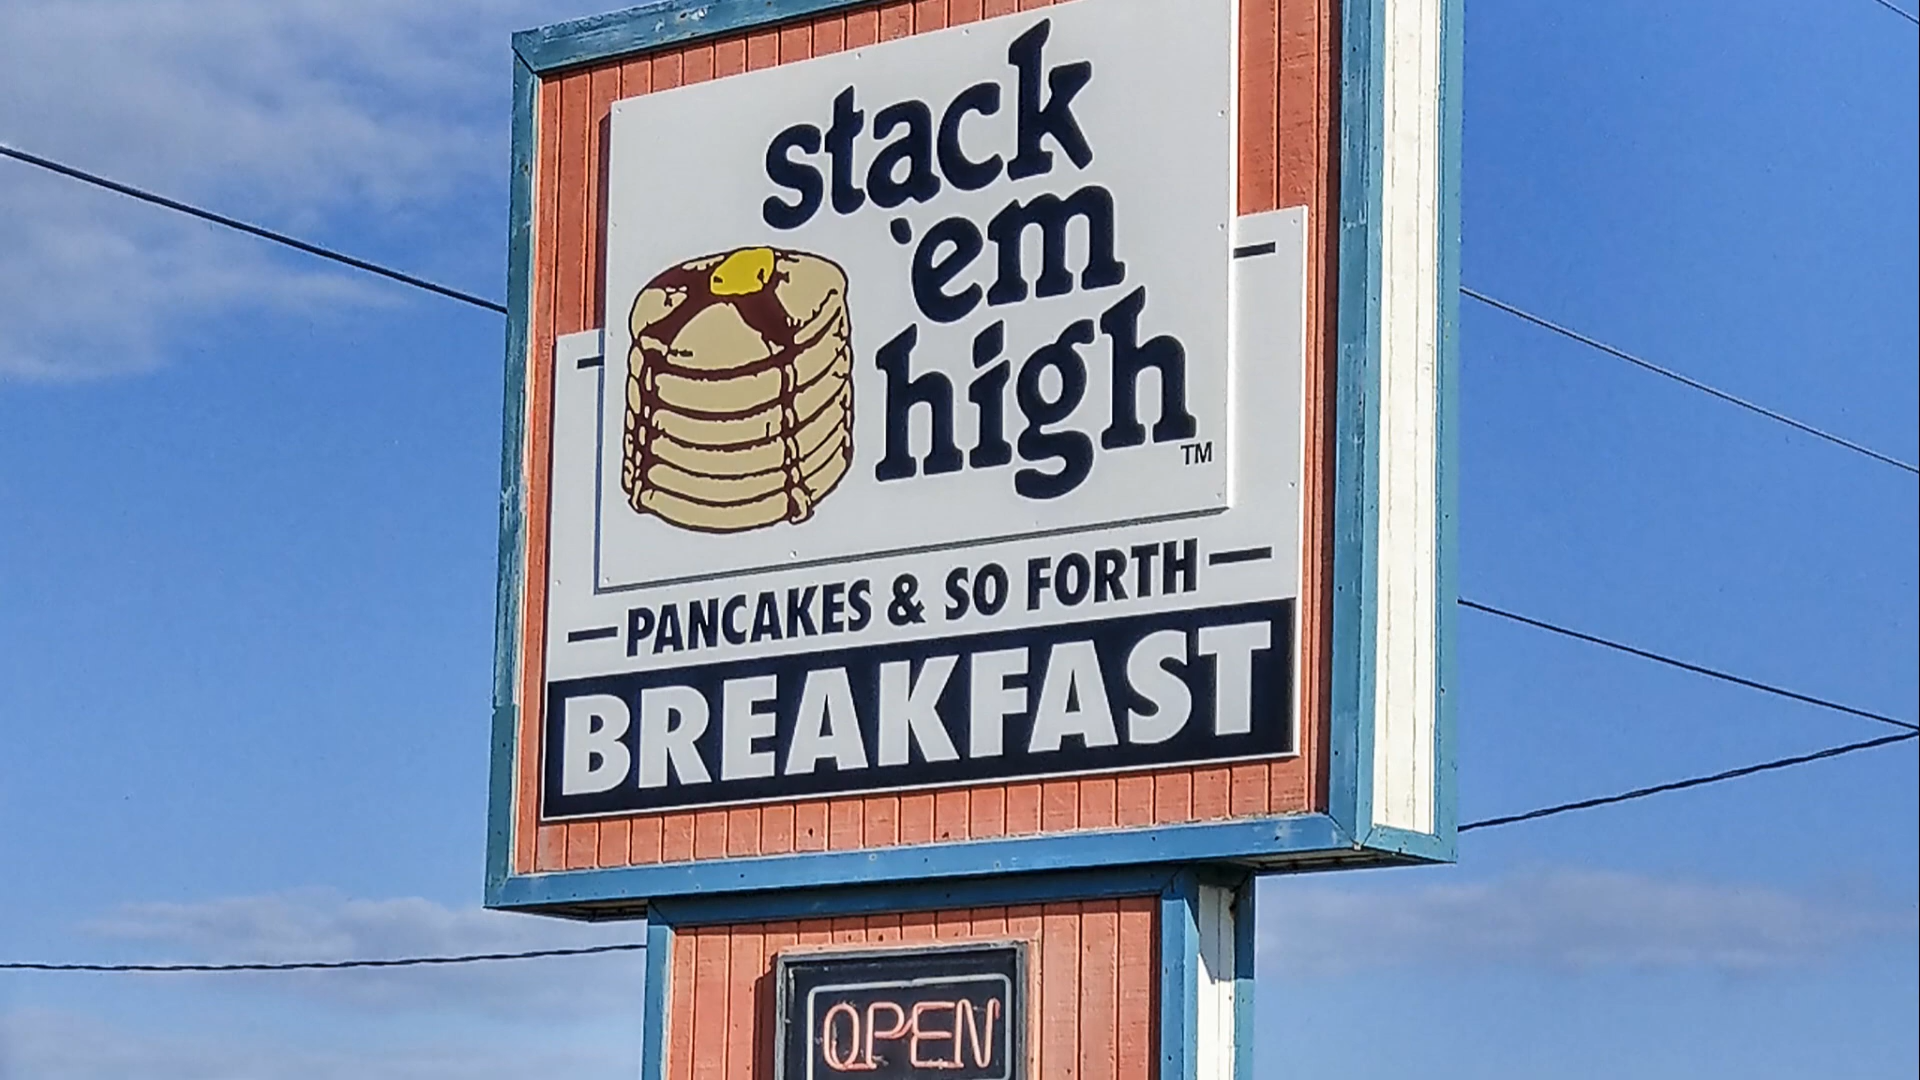 stack
'em
high
TM
PANCAKES & SO FORTH
BREAKFAST
OPEN